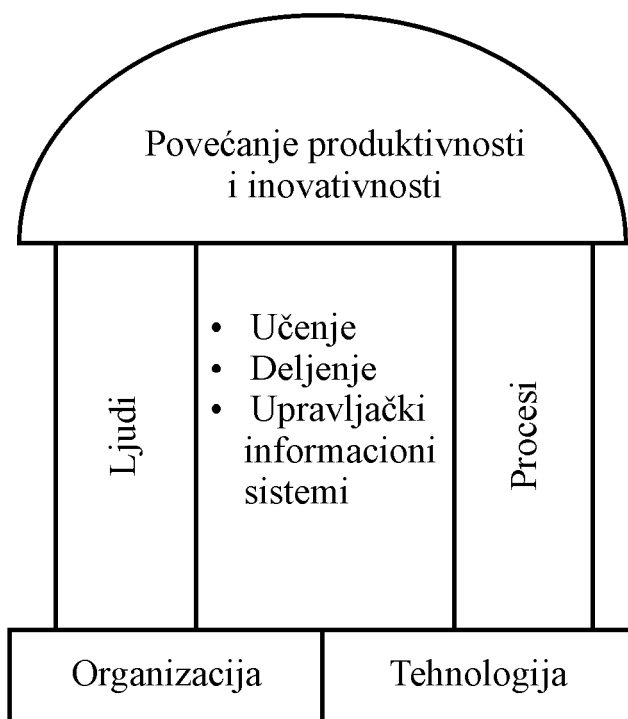 Povećanje produktivnosti
i inovativnosti
Ljudi
• Učenje
• Deljenje
• Upravljački
informacioni
sistemi
Procesi
Organizacija
Tehnologija